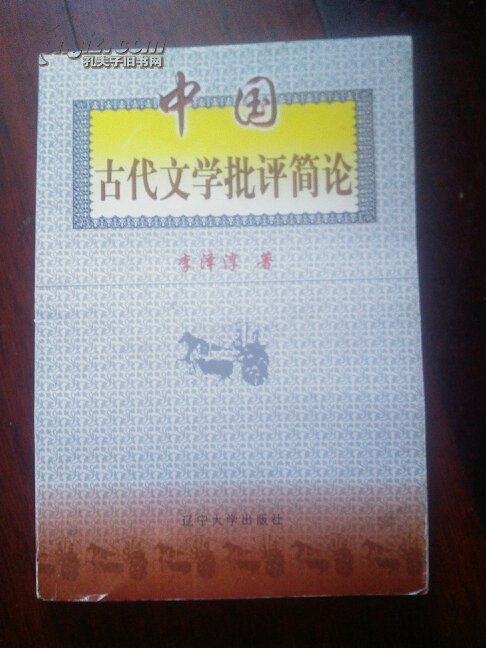 孔夫子旧书网
中国
古代文学批评简论
李泽淳 著
辽宁大学出版社